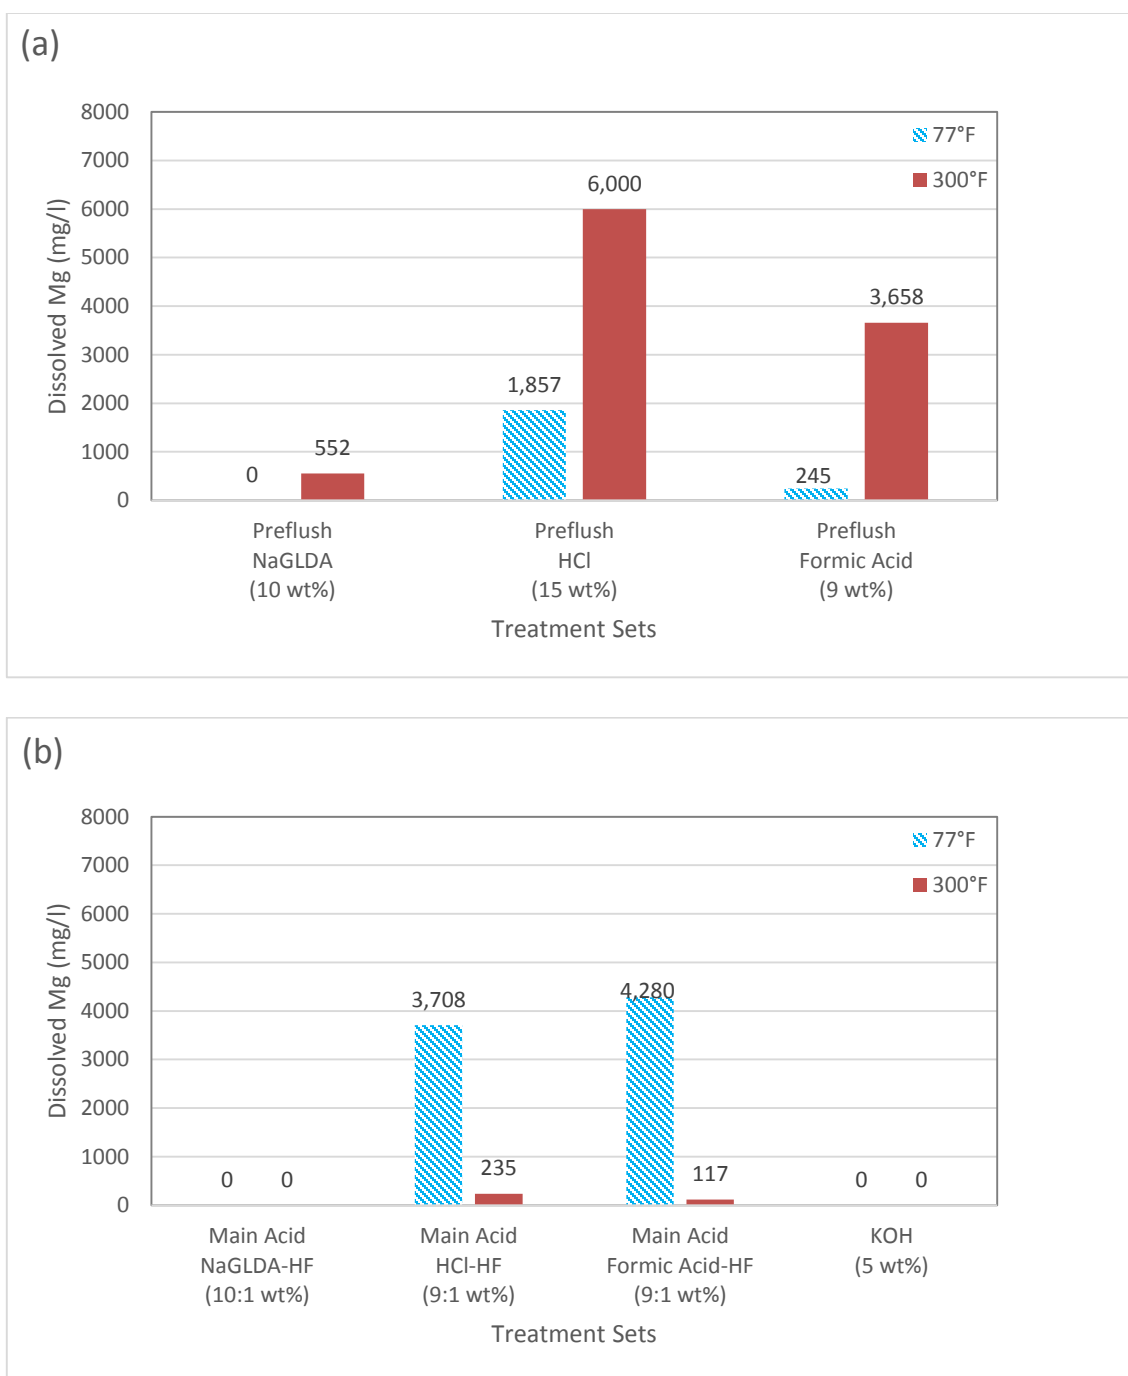 (a)
8000
7000
6000
5000
4000
3000
2000
1000
0
Dissolved Mg (mg/l)
77°F
300°F
0
552
1,857
6,000
245
3,658
Preflush
NaGLDA
(10 wt%)
Preflush
HCl
(15 wt%)
Preflush
Formic Acid
(9 wt%)
Treatment Sets
(b)
8000
7000
6000
5000
4000
3000
2000
1000
0
Dissolved Mg (mg/l)
77°F
300°F
0
0
3,708
235
4,280
117
0
0
Main Acid
NaGLDA-HF
(10:1 wt%)
Main Acid
HCl-HF
(9:1 wt%)
Main Acid
Formic Acid-HF
(9:1 wt%)
KOH
(5 wt%)
Treatment Sets